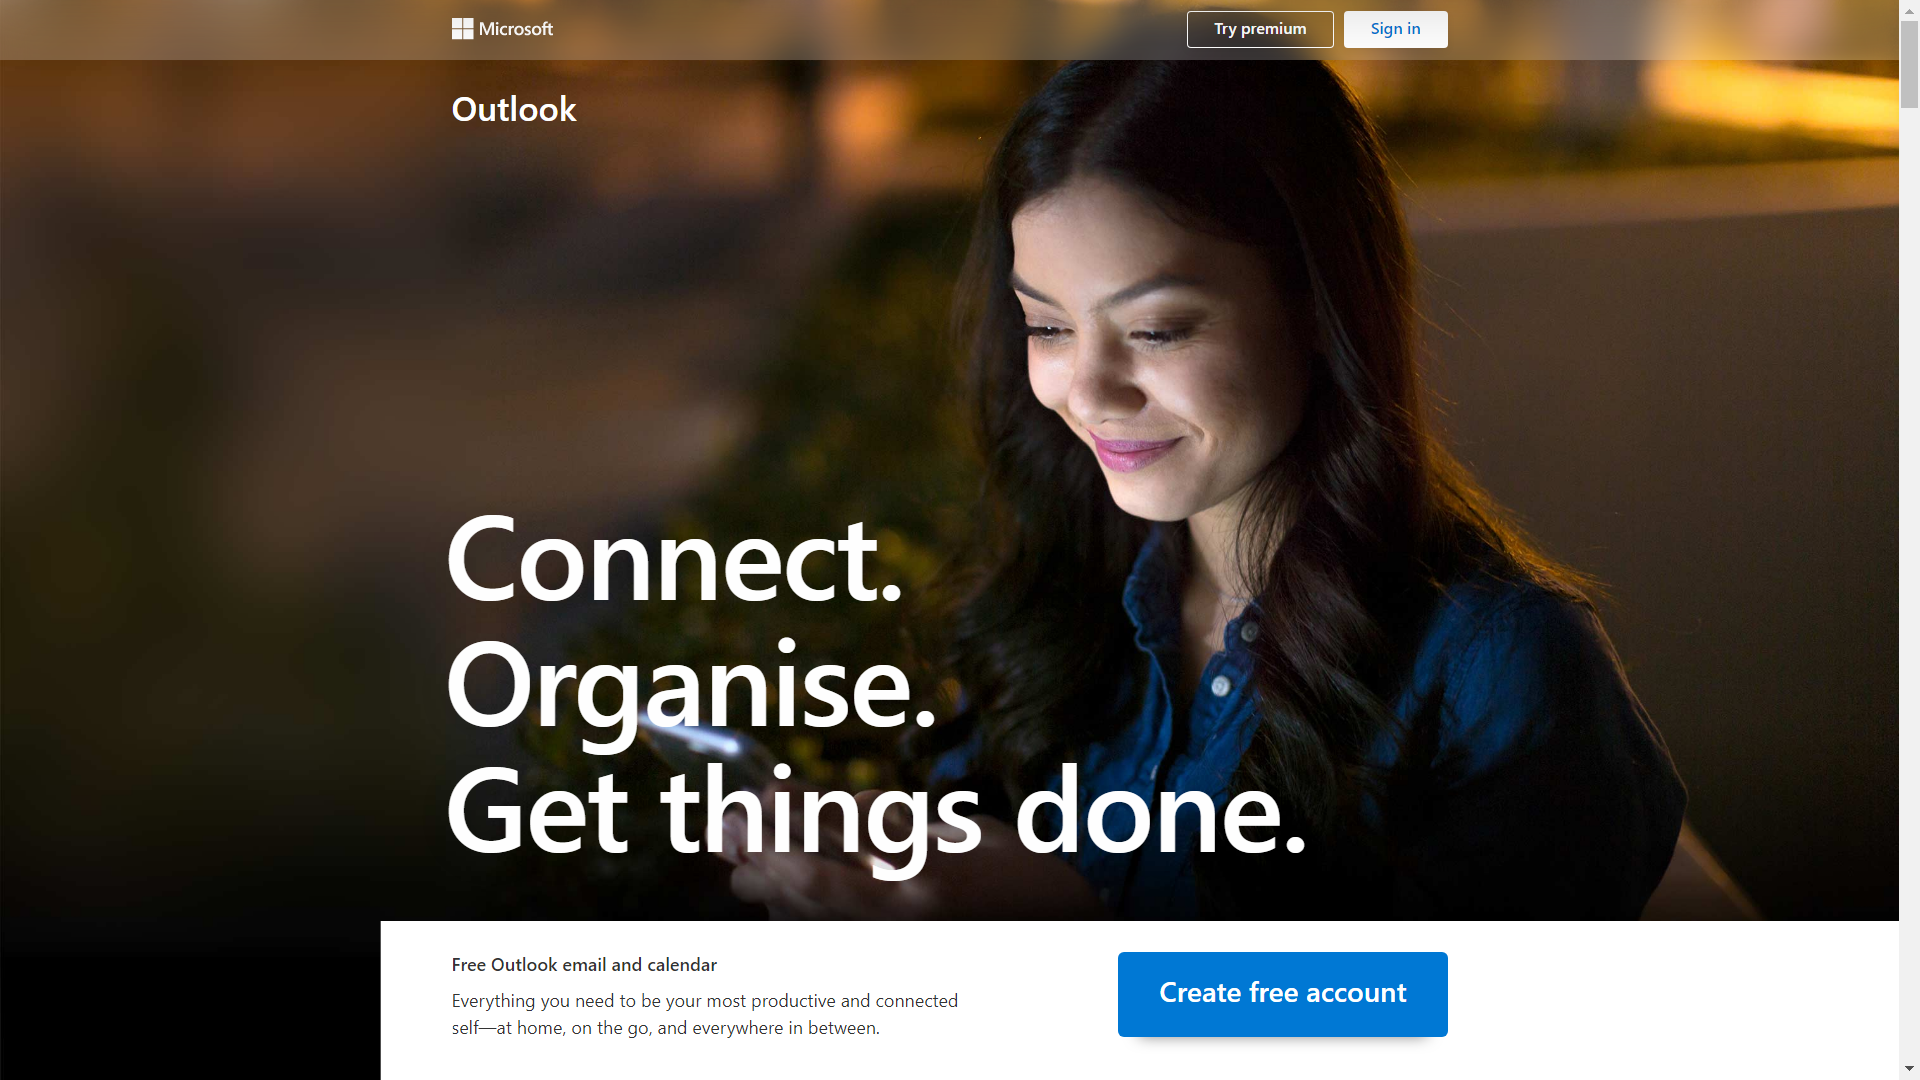 Microsoft
Try premium
Sign in
Outlook
Connect.
Organise.
Get things done.
Free Outlook email and calendar
Everything you need to be your most productive and connected
self—at home, on the go, and everywhere in between.
Create free account